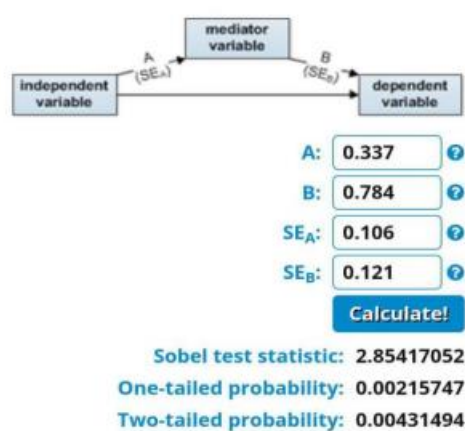 mediator
variable
A
(SEA)
B
(SEB)
independent
variable
dependent
variable
A: 0.337 ?
B: 0.784 ?
SEA: 0.106 ?
SEB: 0.121 ?
Calculate!
Sobel test statistic: 2.85417052
One-tailed probability: 0.00215747
Two-tailed probability: 0.00431494